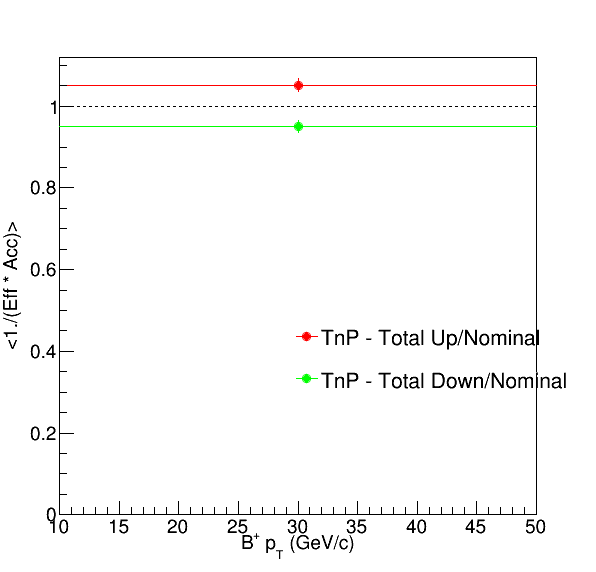 <1./(Eff * Acc)>
1
0.8
0.6
0.4
0.2
0
TnP - Total Up/Nominal
TnP - Total Down/Nominal
10 15 20 25 30 35 40 45 50
B⁺ p_T (GeV/c)